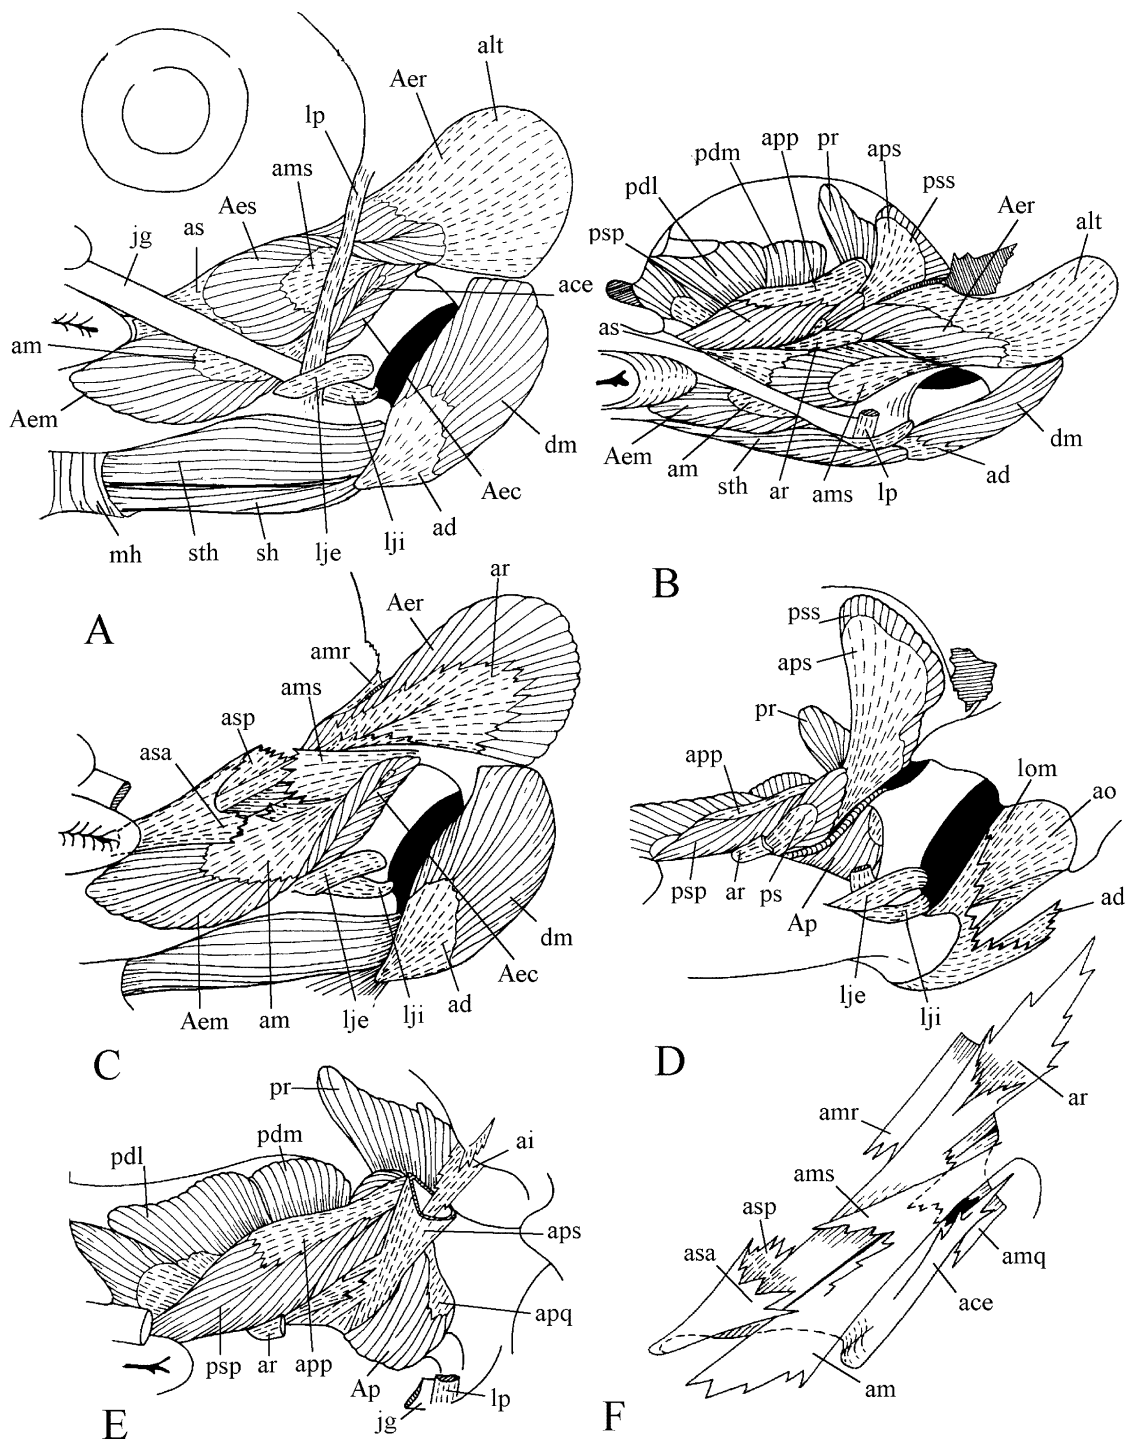 alt
Aer
lp
ams
Aes
as
jg
ace
am
Aem
dm
Aec
ad
lji
lje
sh
sth
mh
A
pr
app
aps
pdm
pss
pdl
Aer
psp
alt
as
dm
Aem
am
sth
ar
ams
lp
ad
B
ar
Aer
amr
ams
asp
asa
dm
Aec
ad
lji
lje
am
Aem
C
pss
aps
pr
app
lom
ao
psp
ar
ps
Ap
ad
lje
lji
D
pr
pdm
pdl
ai
aps
apq
psp
ar
app
Ap
jg
lp
E
ar
amr
ams
asp
asa
amq
ace
am
F